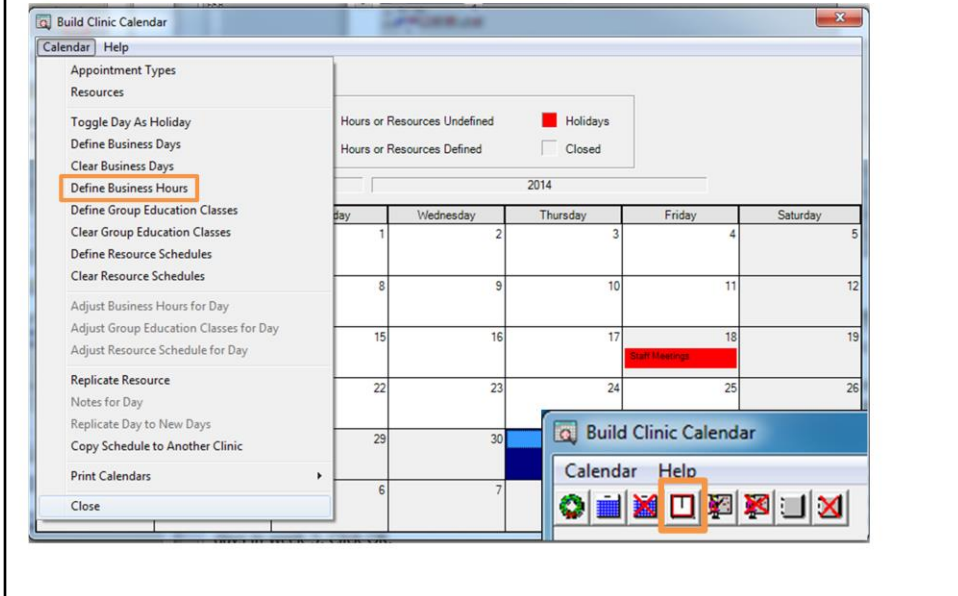 Build Clinic Calendar
Calendar Help
Appointment Types
Resources
Toggle Day As Holiday
Define Business Days
Clear Business Days
Define Business Hours
Define Group Education Classes
Clear Group Education Classes
Define Resource Schedules
Clear Resource Schedules
Adjust Business Hours for Day
Adjust Group Education Classes for Day
Adjust Resource Schedule for Day
Replicate Resource
Notes for Day
Replicate Day to New Days
Copy Schedule to Another Clinic
Print Calendars
Close
Hours or Resources Undefined Holidays
Hours or Resources Defined Closed
2014
day Wednesday Thursday Friday Saturday
1 2 3 4 5
8 9 10 11 12
15 16 17 18 19
Staff Meetings
22 23 24 25 26
29 30
6 7
Build Clinic Calendar
Calendar Help